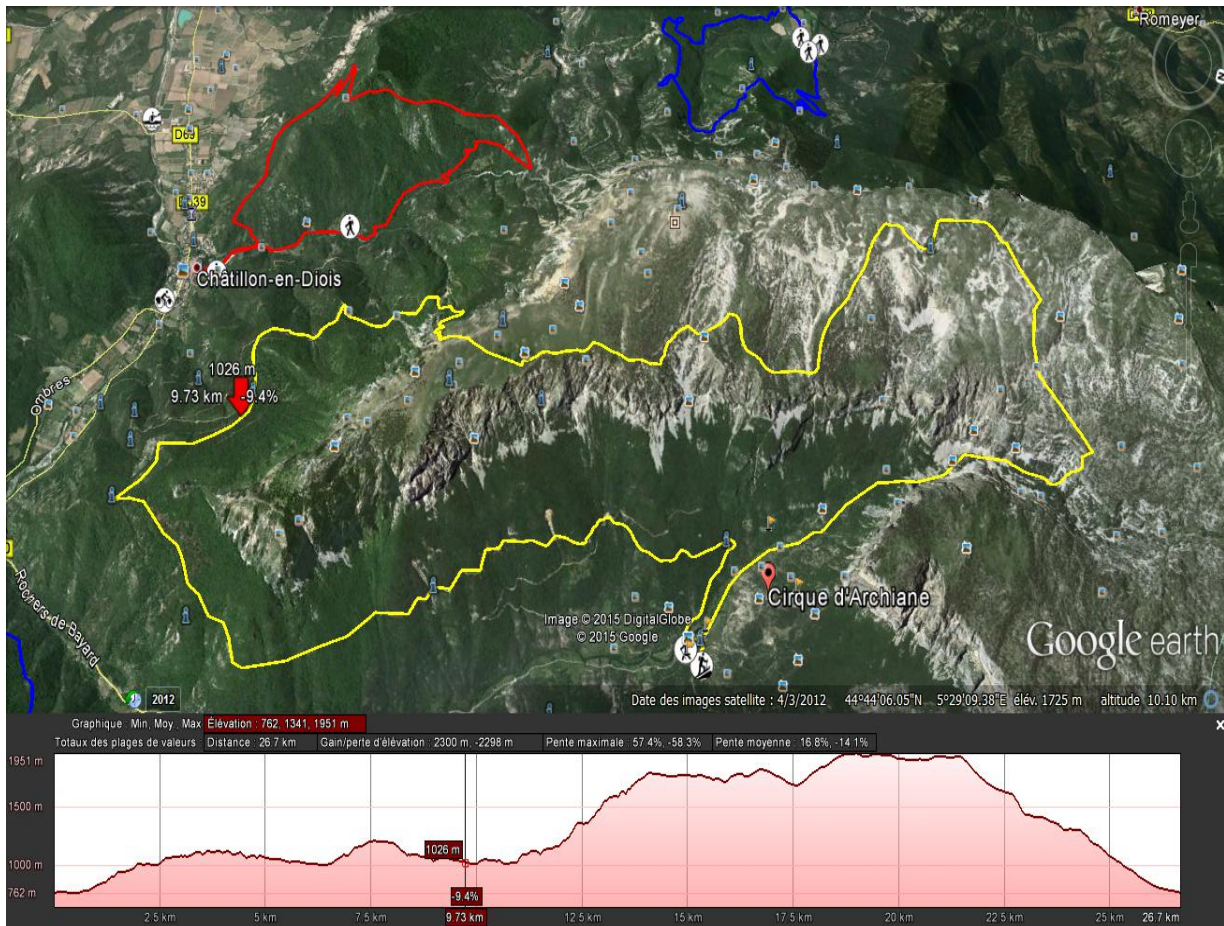 Romeyer
D69
D539
Châtillon-en-Diois
1026 m
9.73 km -9.4%
Ombres
Rochers de Bayard
Cirque d'Archiane
Image © 2015 DigitalGlobe
© 2015 Google
Google earth
2012
Date des images satellite : 4/3/2012 44°44'06.05"N 5°29'09.38"E élév. 1725 m altitude 10.10 km
Graphique : Min, Moy., Max Élévation : 762, 1341, 1951 m
Totaux des plages de valeurs : Distance : 26.7 km Gain/perte d'élévation : 2300 m, -2298 m Pente maximale : 57.4%, -58.3% Pente moyenne : 16.8%, -14.1%
1951 m
1500 m
1026 m
1000 m
762 m
-9.4%
2.5 km 5 km 7.5 km 9.73 km 12.5 km 15 km 17.5 km 20 km 22.5 km 25 km 26.7 km